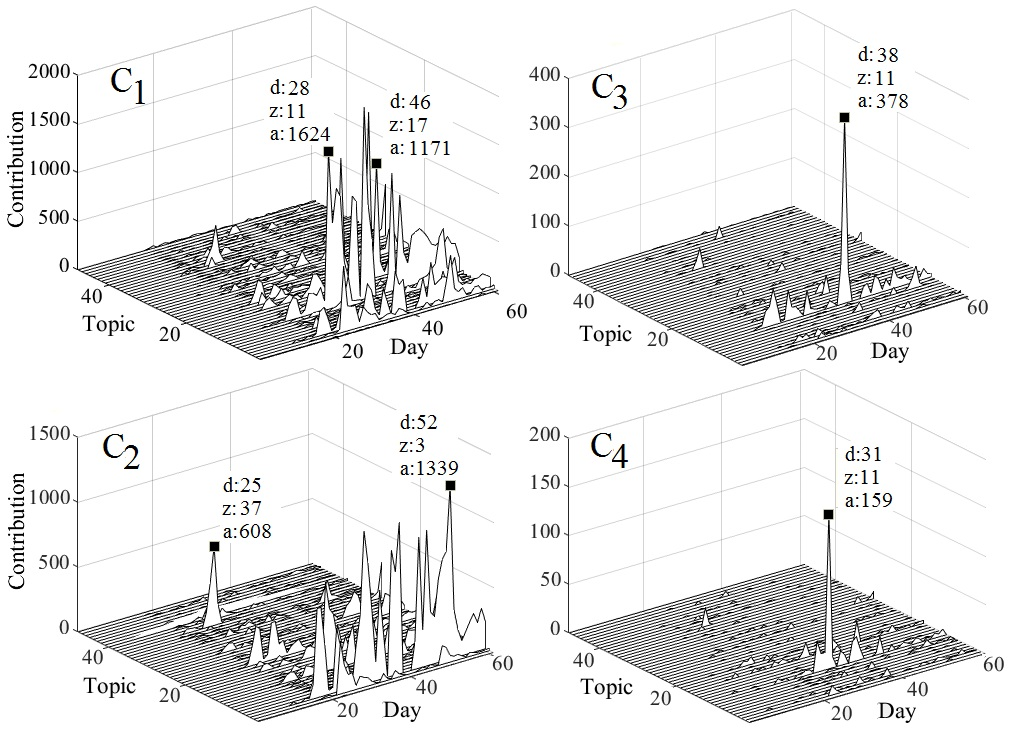 C1
2000
1500
1000
500
0
Contribution
d:28
z:11
a:1624
d:46
z:17
a:1171
40
20
Topic
20
40
60
Day
C3
400
300
200
100
0
d:38
z:11
a:378
40
20
Topic
20
40
60
Day
C2
1500
1000
500
0
Contribution
d:25
z:37
a:608
d:52
z:3
a:1339
40
20
Topic
20
40
60
Day
C4
200
150
100
50
0
d:31
z:11
a:159
40
20
Topic
20
40
60
Day